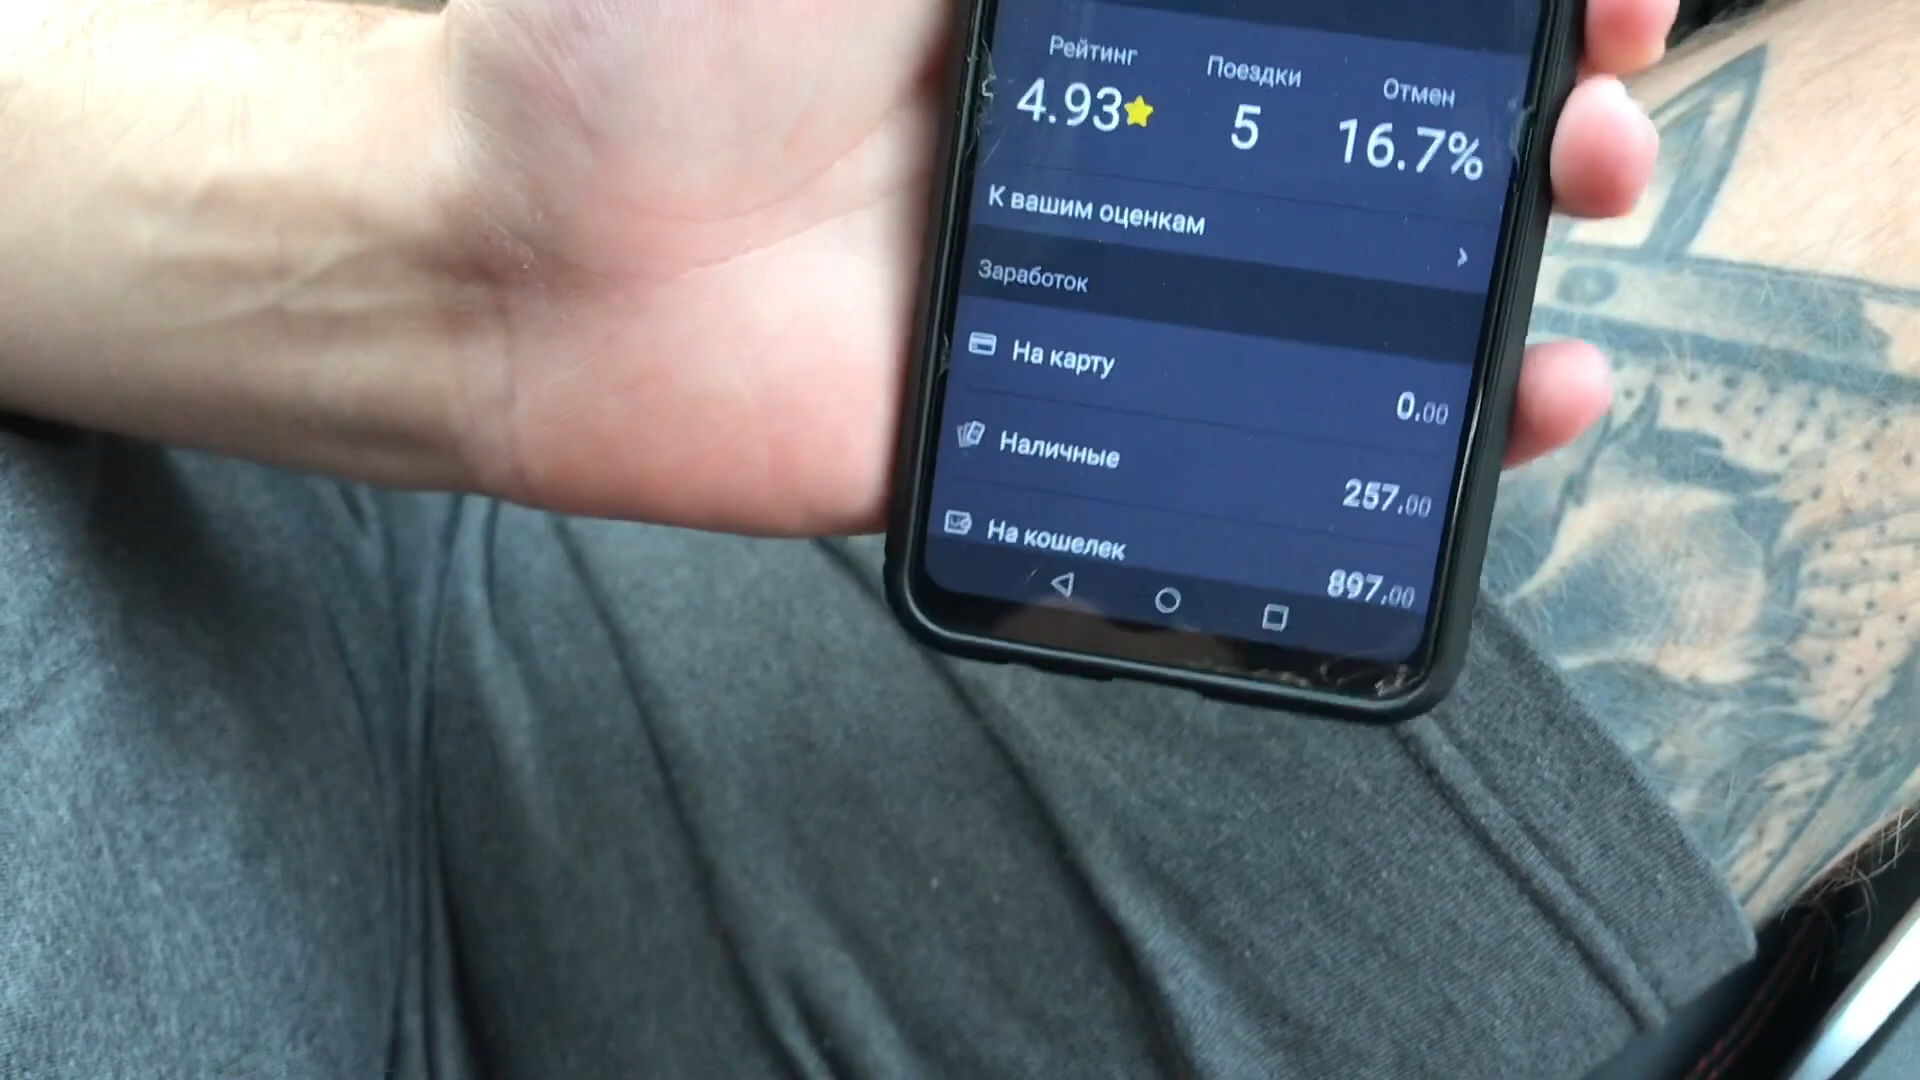 Рейтинг Поездки Отмен
4.93 5 16.7%
К вашим оценкам
Заработок
На карту 0.00
Наличные 257.00
На кошелек 897.00